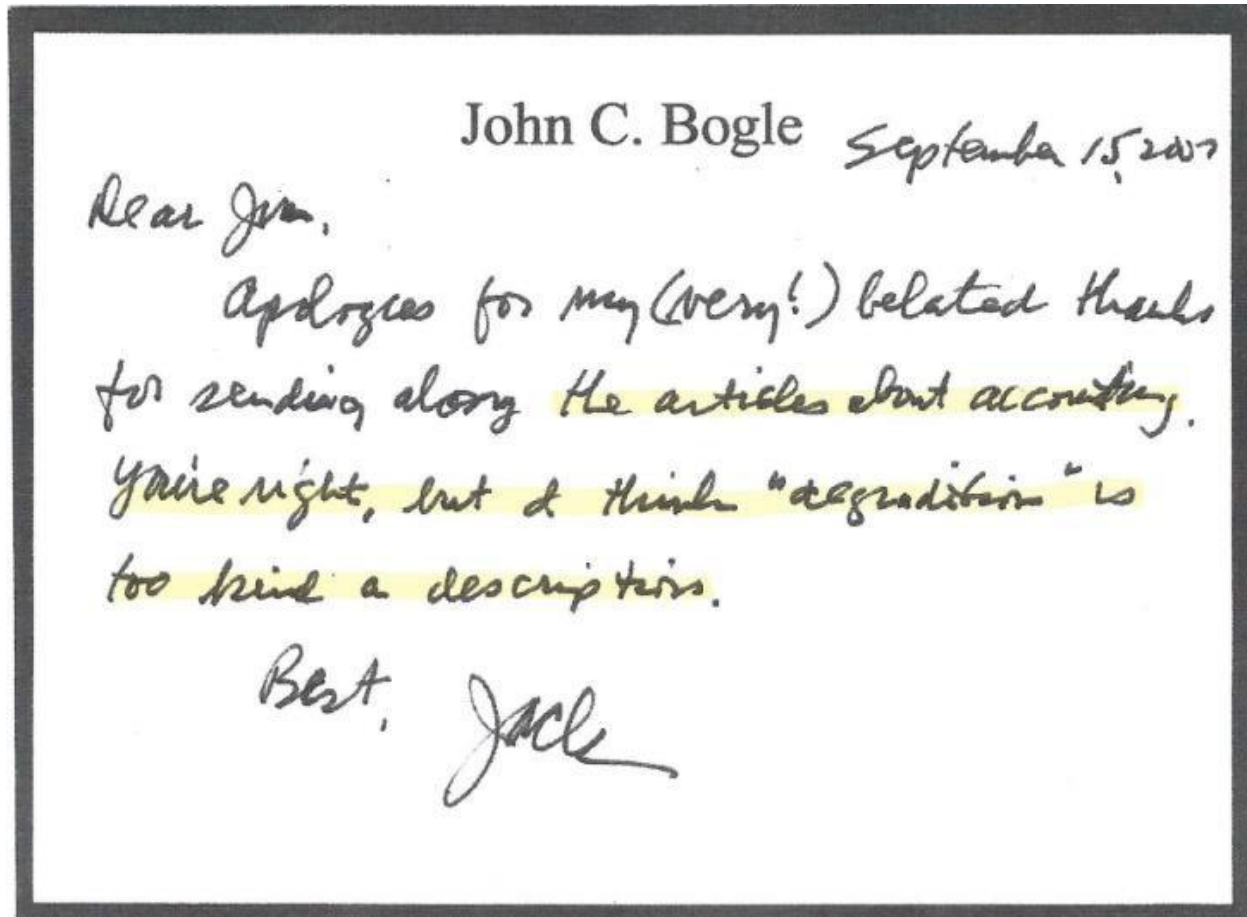 John C. Bogle September 15, 2007
Dear Jim,
Apologies for my (very!) belated thanks
for sending along the articles about accounting.
You're right, but I think "degradition" is
too kind a description.
Best, Jack